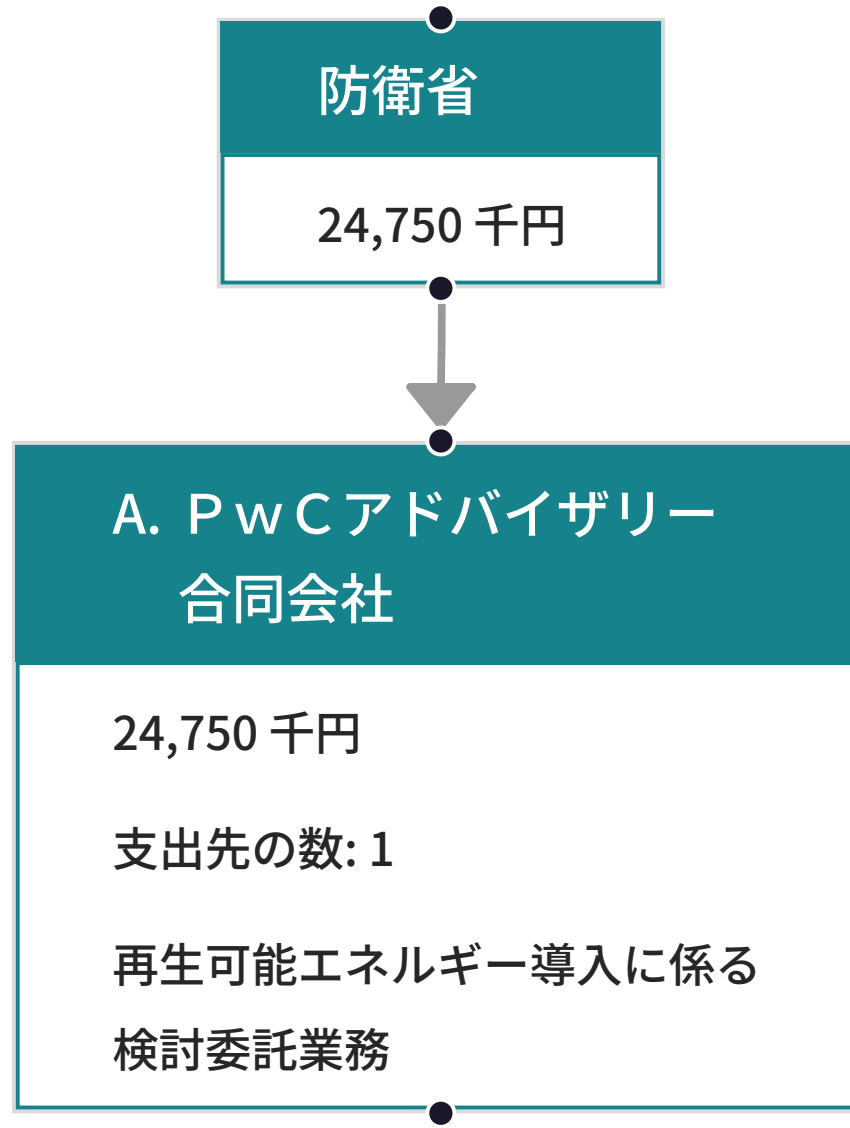 防衛省
24,750 千円
A. ＰｗＣアドバイザリー
合同会社
24,750 千円
支出先の数: 1
再生可能エネルギー導入に係る
検討委託業務